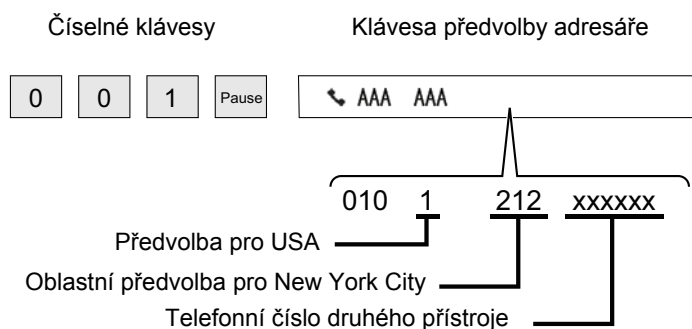 Číselné klávesy Klávesa předvolby adresáře
0 0 1 Pause AAA AAA
010 1 212 xxxxxx
Předvolba pro USA
Oblastní předvolba pro New York City
Telefonní číslo druhého přístroje